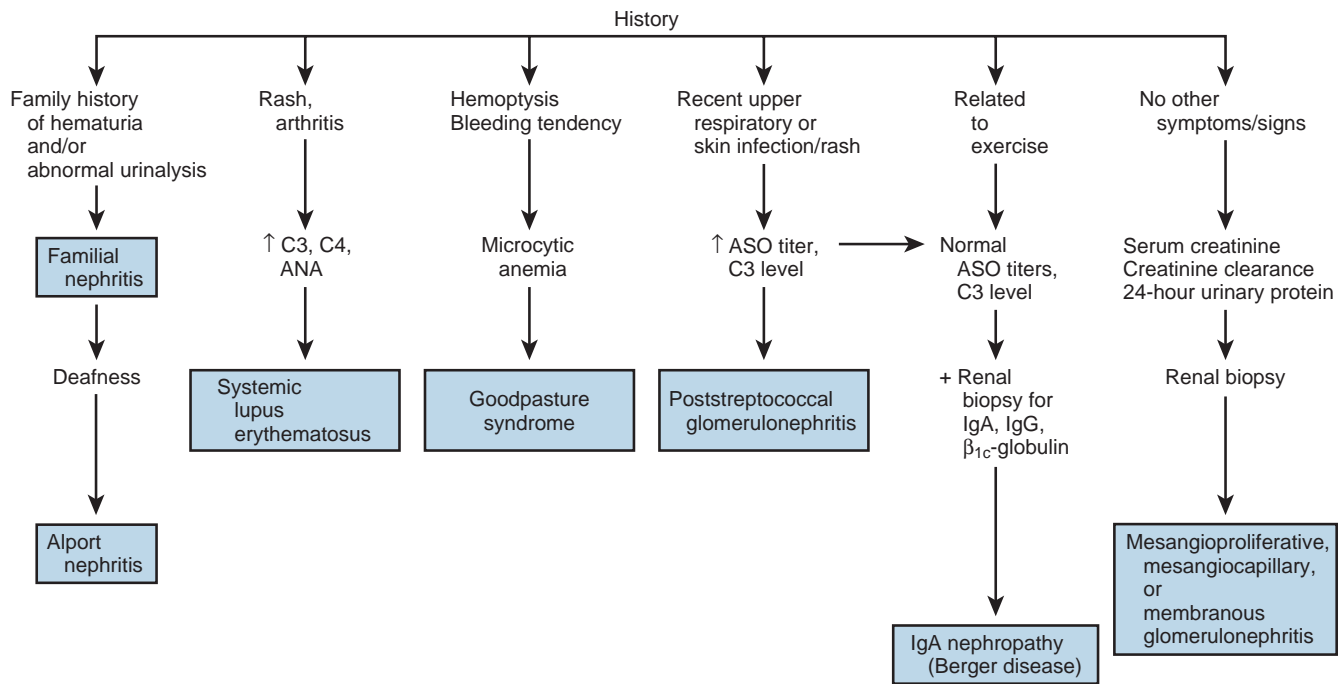 History
Family history
of hematuria
and/or
abnormal urinalysis
Familial
nephritis
Deafness
Alport
nephritis
Rash,
arthritis
↑ C3, C4,
ANA
Systemic
lupus
erythematosus
Hemoptysis
Bleeding tendency
Microcytic
anemia
Goodpasture
syndrome
Recent upper
respiratory or
skin infection/rash
↑ ASO titer,
C3 level
Poststreptococcal
glomerulonephritis
Related
to
exercise
Normal
ASO titers,
C3 level
+ Renal
biopsy for
IgA, IgG,
β1c-globulin
IgA nephropathy
(Berger disease)
No other
symptoms/signs
Serum creatinine
Creatinine clearance
24-hour urinary protein
Renal biopsy
Mesangioproliferative,
mesangiocapillary,
or
membranous
glomerulonephritis